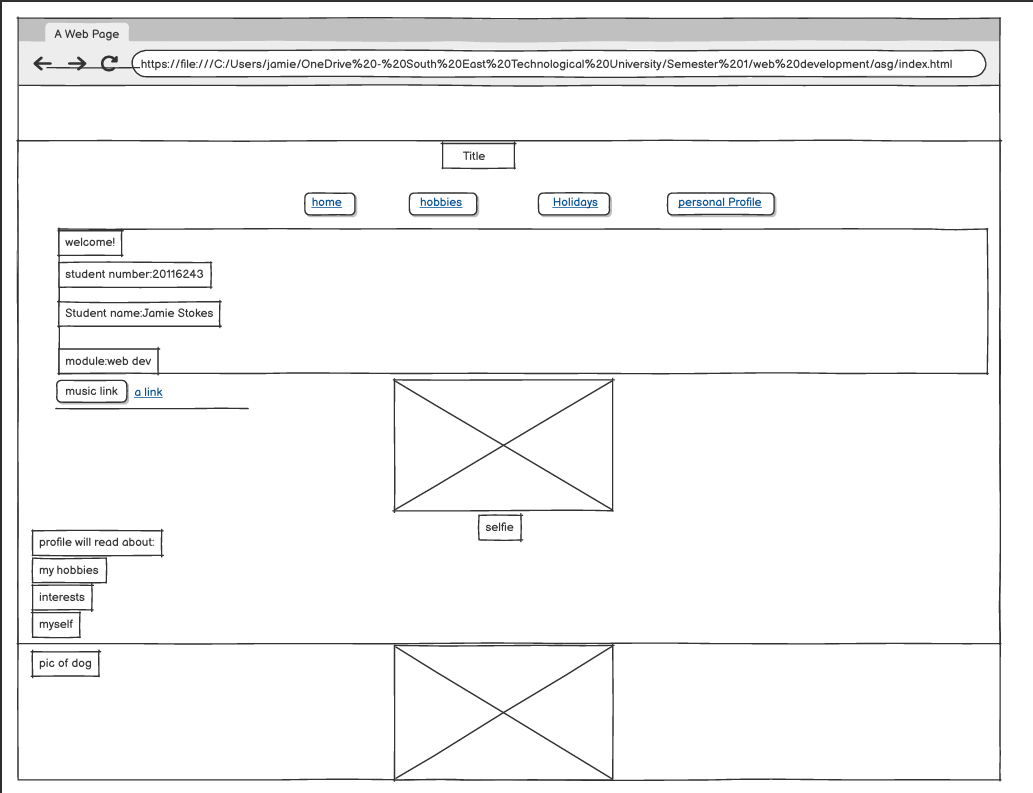 A Web Page
https://file:///C:/Users/jamie/OneDrive%20-%20South%20East%20Technological%20University/Semester%201/web%20development/asg/index.html
Title
home hobbies Holidays personal Profile
welcome!
student number:20116243
Student name:Jamie Stokes
module:web dev
music link a link
selfie
profile will read about:
my hobbies
interests
myself
pic of dog